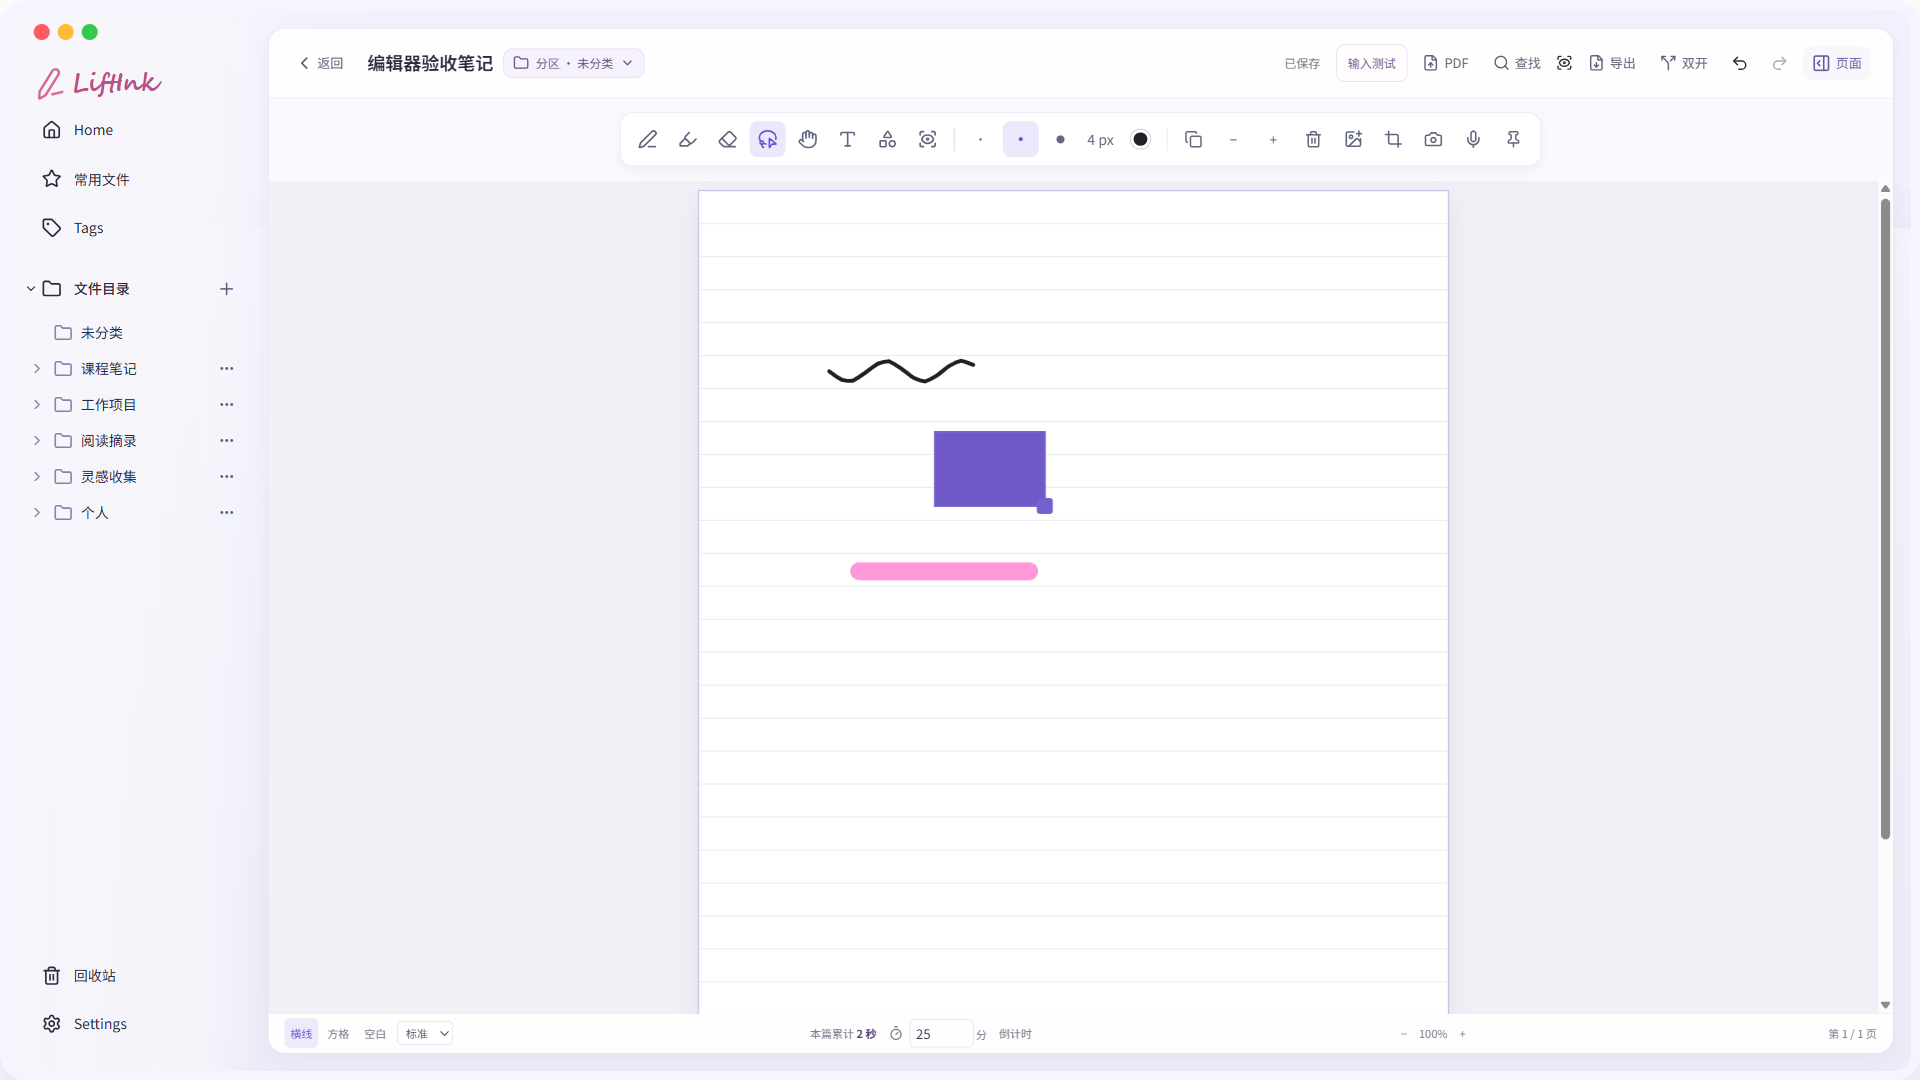 LiftInk
Home
常用文件
Tags
文件目录
未分类
课程笔记
工作项目
阅读摘录
灵感收集
个人
回收站
Settings
返回
编辑器验收笔记
分区 · 未分类
已保存
输入测试
PDF
查找
导出
双开
页面
4 px
横线
方格
空白
标准
本篇累计 2 秒
25
分
倒计时
− 100% +
第 1 / 1 页